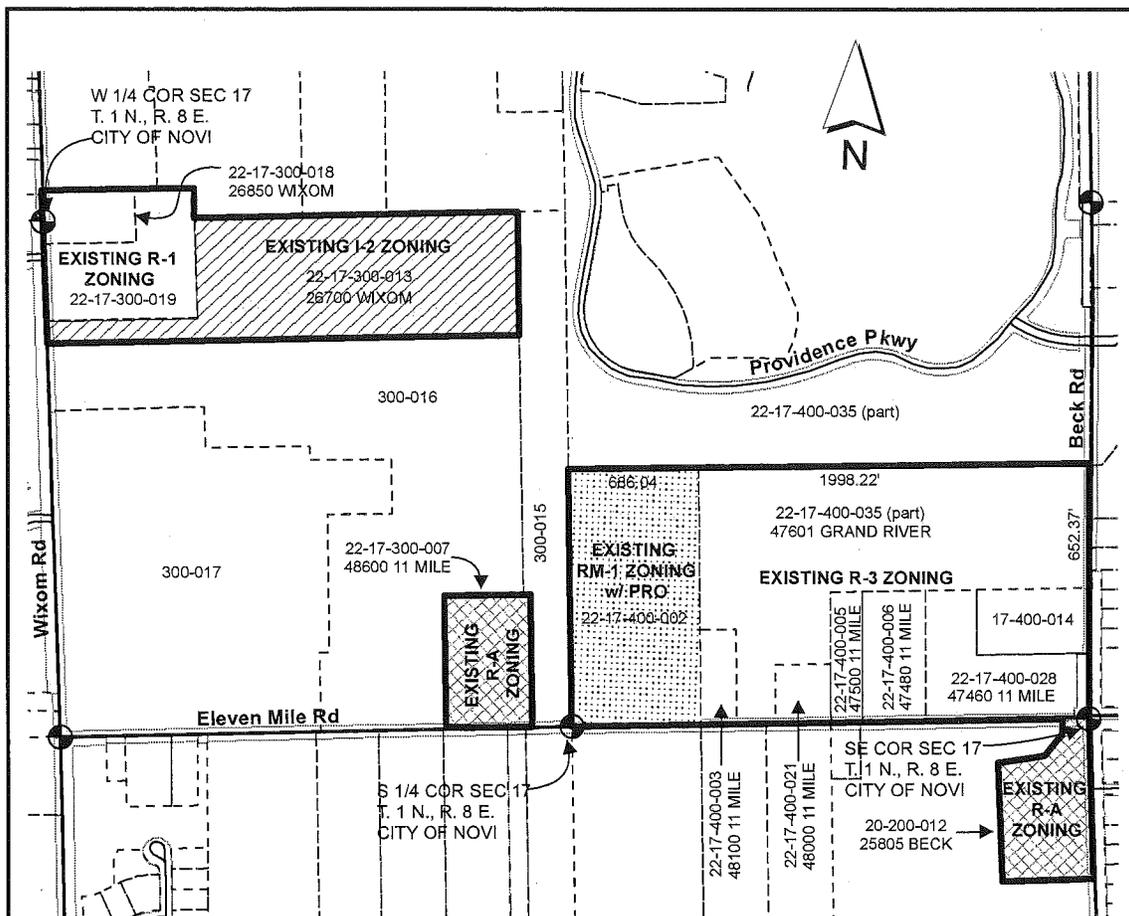 W 1/4 COR SEC 17
T. 1 N., R. 8 E.
CITY OF NOVI
N
22-17-300-018
26850 WIXOM
EXISTING R-1
ZONING
22-17-300-019
EXISTING I-2 ZONING
22-17-300-013
26700 WIXOM
Providence Pkwy
Beck Rd
300-016
22-17-400-035 (part)
686.04
1998.22'
22-17-400-035 (part)
47601 GRAND RIVER
652.37'
300-015
22-17-300-007
48600 11 MILE
300-017
Wixom Rd
EXISTING
RM-1 ZONING
w/ PRO
22-17-400-002
EXISTING R-3 ZONING
EXISTING
R-A
ZONING
22-17-400-005
47500 11 MILE
22-17-400-006
47480 11 MILE
17-400-014
22-17-400-028
47460 11 MILE
Eleven Mile Rd
S 1/4 COR SEC 17
T. 1 N., R. 8 E.
CITY OF NOVI
22-17-400-003
48100 11 MILE
22-17-400-021
48000 11 MILE
SE COR SEC 17
T. 1 N., R. 8 E.
CITY OF NOVI
20-200-012
25805 BECK
EXISTING
R-A
ZONING